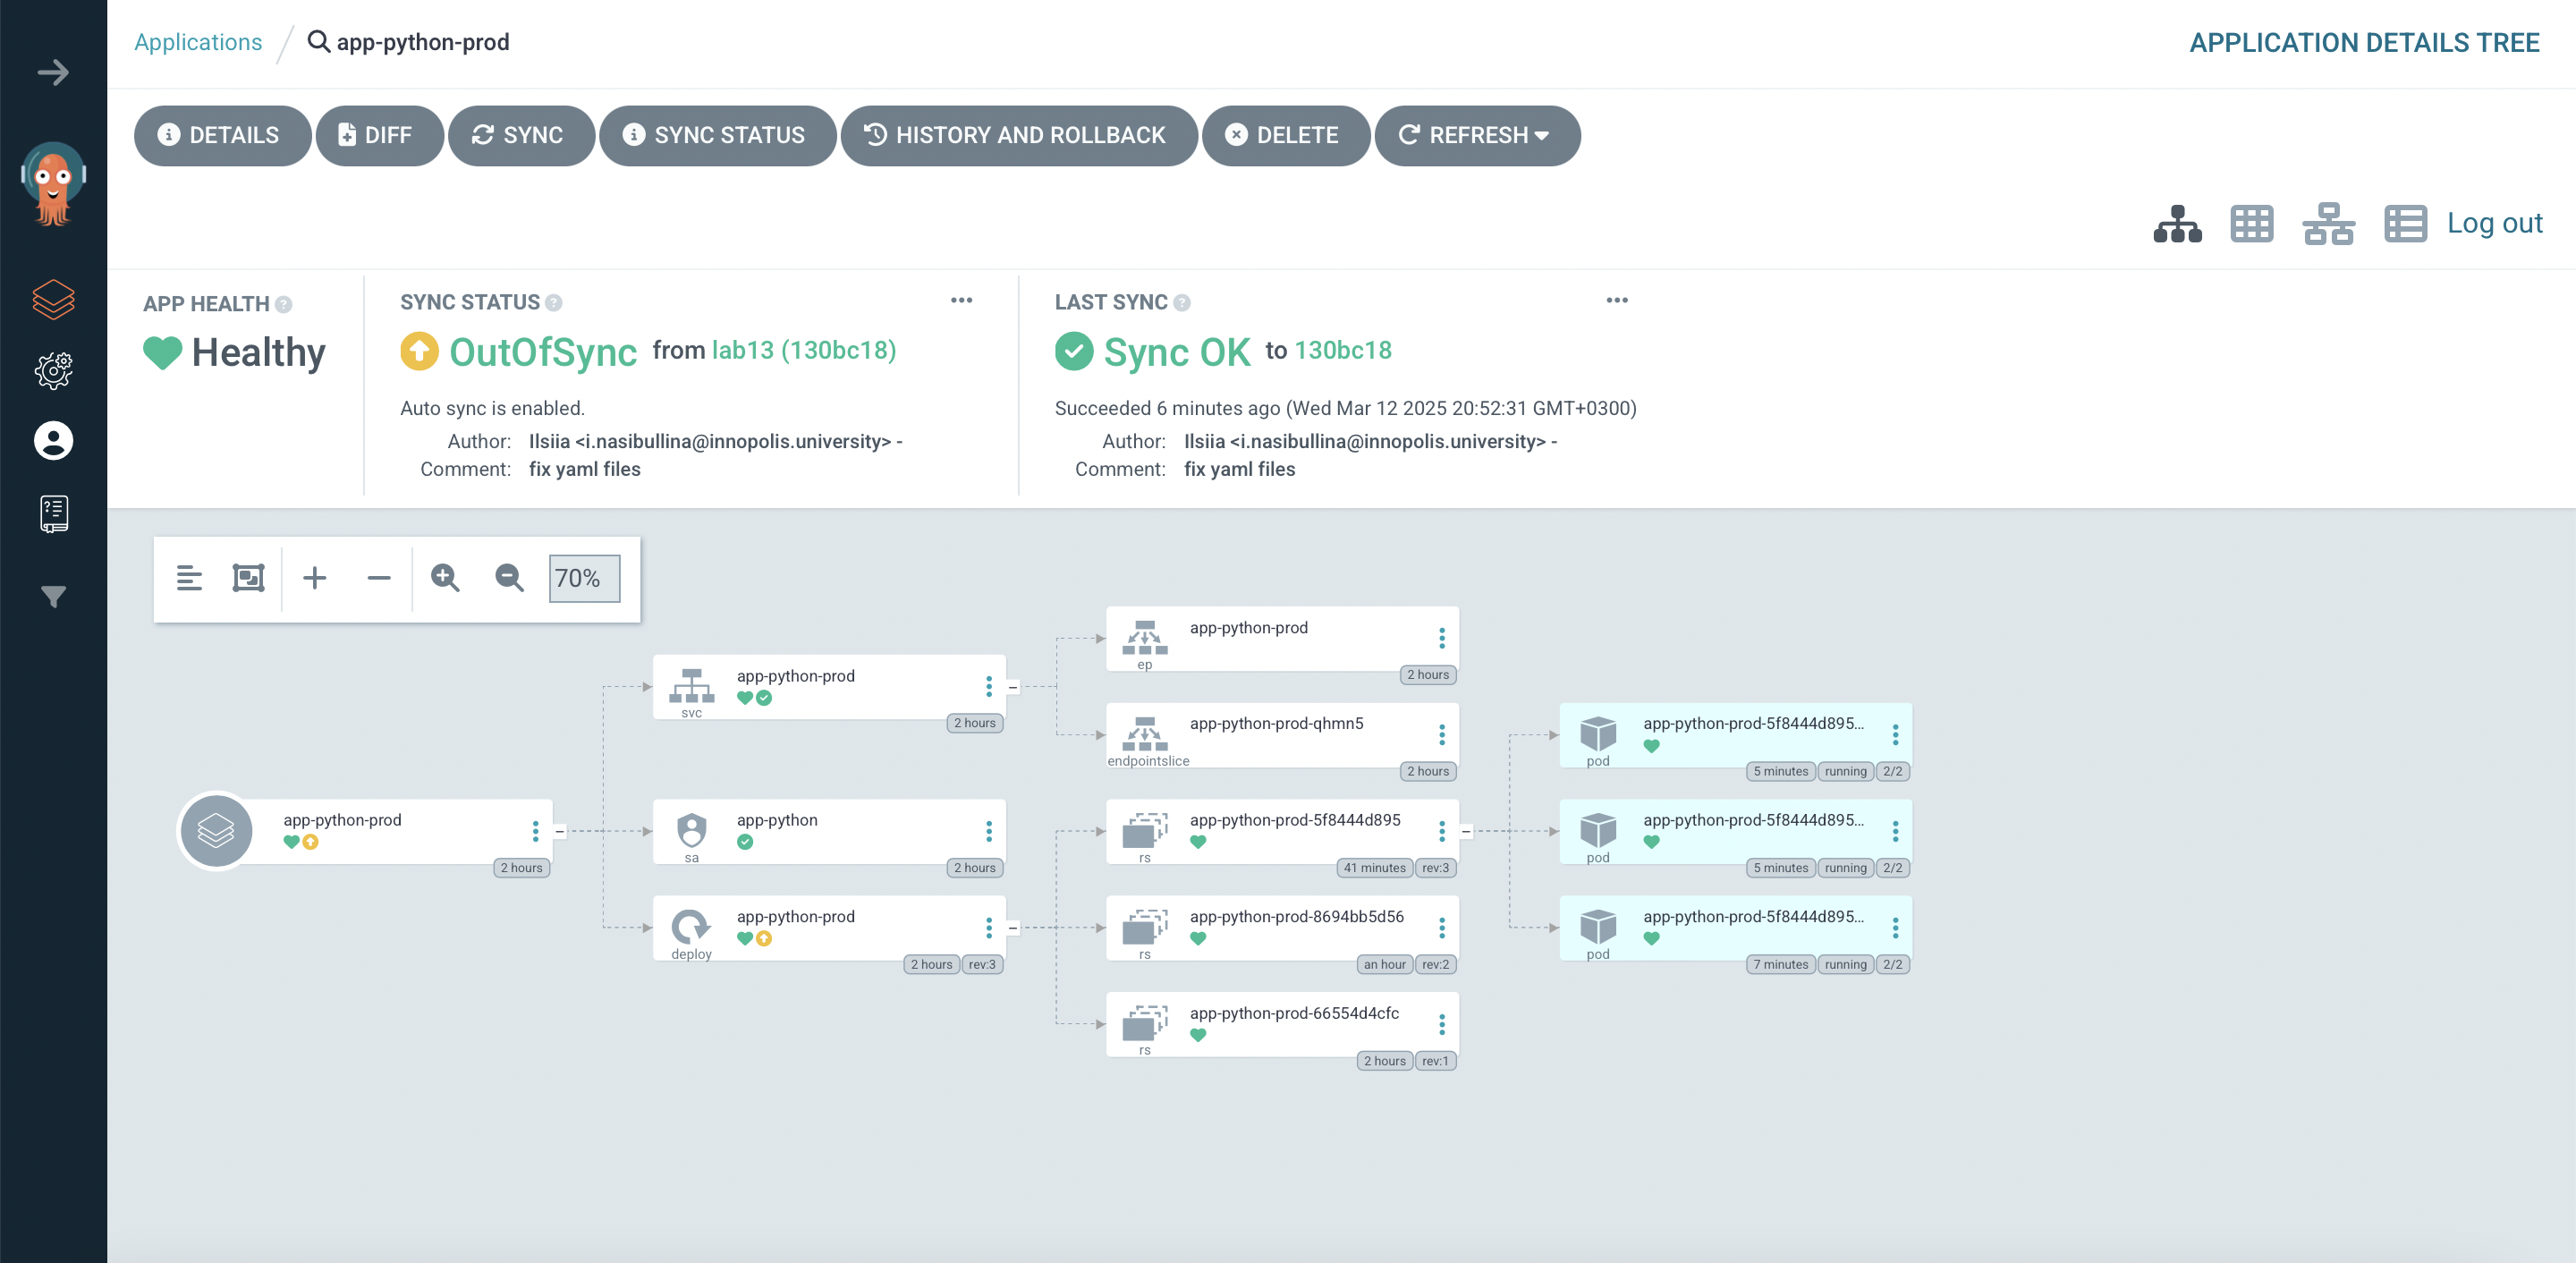 Applications / app-python-prod
APPLICATION DETAILS TREE
DETAILS DIFF SYNC SYNC STATUS HISTORY AND ROLLBACK DELETE REFRESH
Log out
APP HEALTH
Healthy
SYNC STATUS
OutOfSync from lab13 (130bc18)
Auto sync is enabled.
Author: Ilsiia <i.nasibullina@innopolis.university> -
Comment: fix yaml files
LAST SYNC
Sync OK to 130bc18
Succeeded 6 minutes ago (Wed Mar 12 2025 20:52:31 GMT+0300)
Author: Ilsiia <i.nasibullina@innopolis.university> -
Comment: fix yaml files
70%
app-python-prod
2 hours
app-python-prod
svc
2 hours
app-python
sa
2 hours
app-python-prod
deploy
2 hours rev:3
app-python-prod
ep
2 hours
app-python-prod-qhmn5
endpointslice
2 hours
app-python-prod-5f8444d895
rs
41 minutes rev:3
app-python-prod-8694bb5d56
rs
an hour rev:2
app-python-prod-66554d4cfc
rs
2 hours rev:1
app-python-prod-5f8444d895...
pod
5 minutes running 2/2
app-python-prod-5f8444d895...
pod
5 minutes running 2/2
app-python-prod-5f8444d895...
pod
7 minutes running 2/2